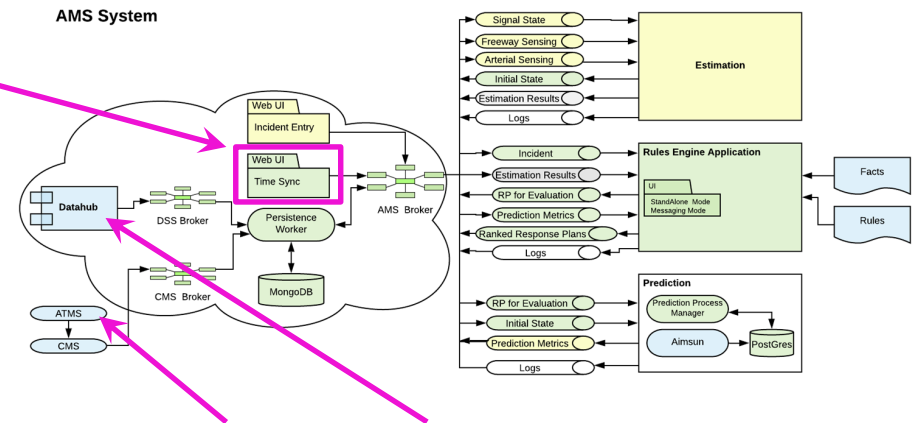 AMS System
Web UI
Incident Entry
Web UI
Time Sync
Datahub
DSS Broker
Persistence
Worker
AMS Broker
CMS Broker
MongoDB
ATMS
CMS
Signal State
Freeway Sensing
Arterial Sensing
Initial State
Estimation Results
Logs
Estimation
Incident
Estimation Results
RP for Evaluation
Prediction Metrics
Ranked Response Plans
Logs
Rules Engine Application
UI
StandAlone Mode
Messaging Mode
Facts
Rules
RP for Evaluation
Initial State
Prediction Metrics
Logs
Prediction
Prediction Process
Manager
Aimsun
PostGres